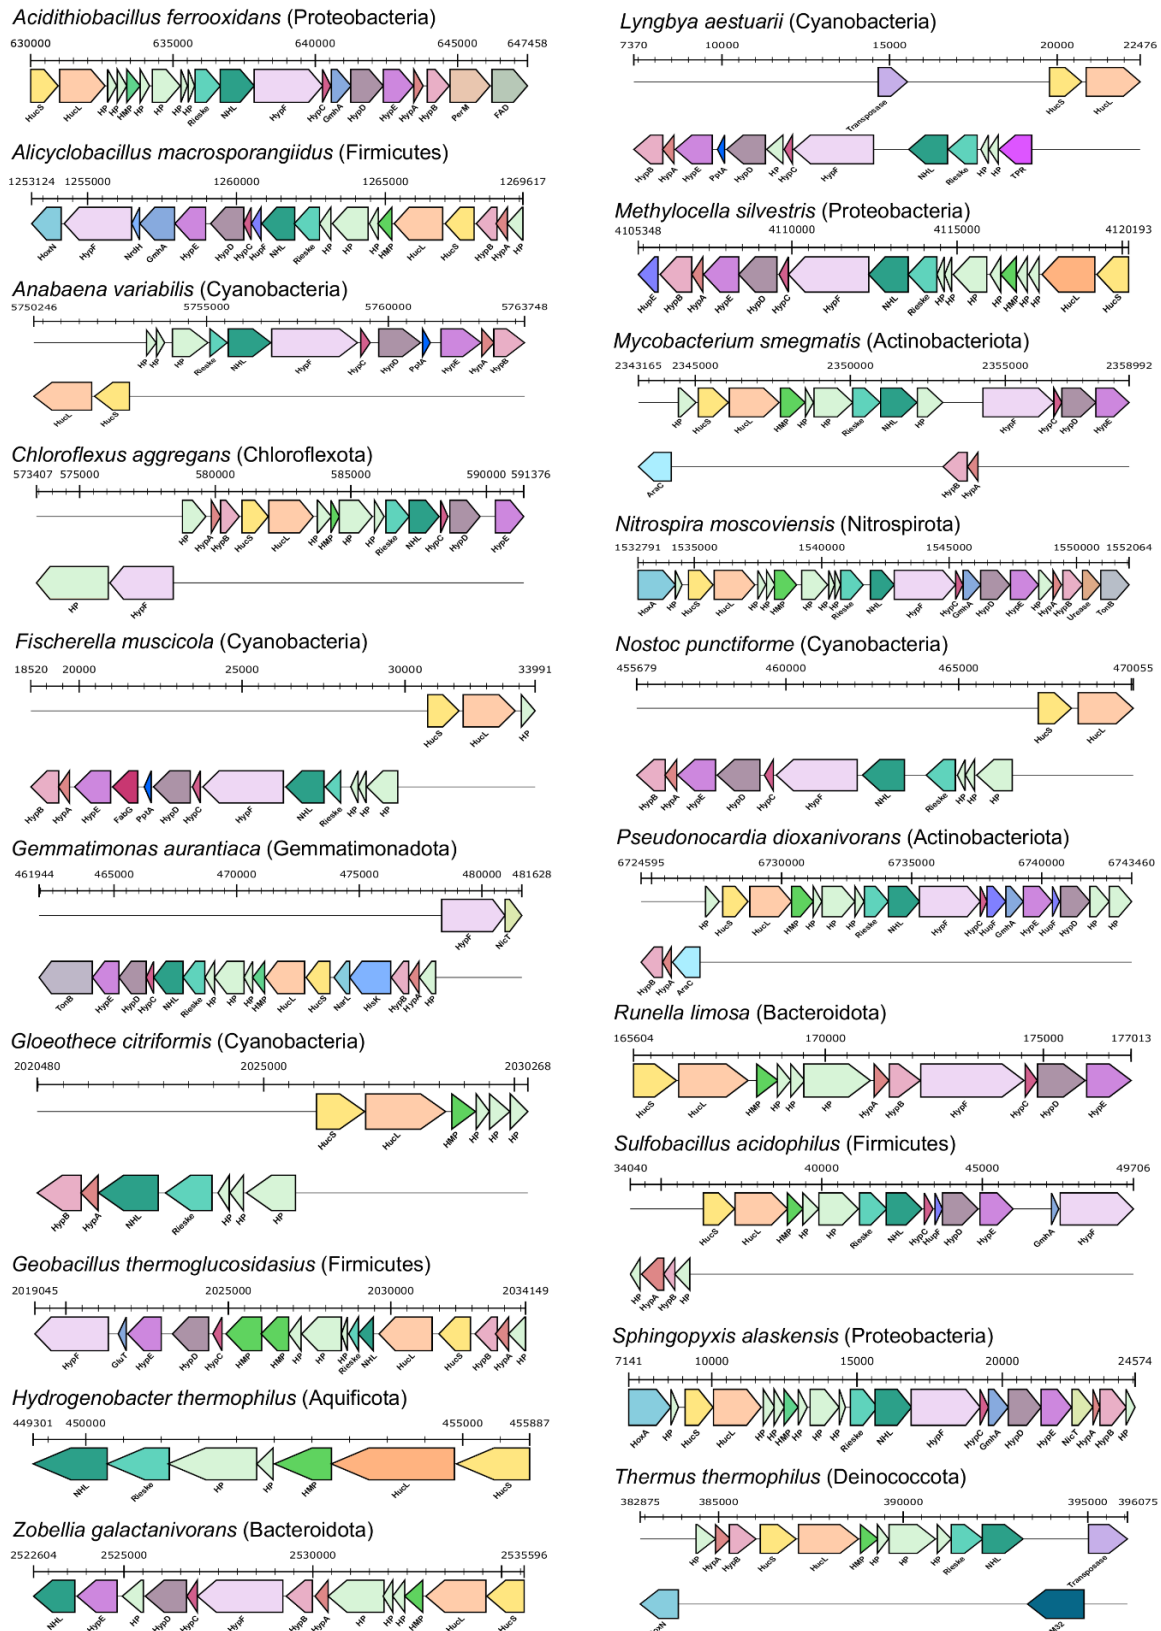 Acidithiobacillus ferrooxidans (Proteobacteria)
630000 635000 640000 645000 647458
HucS HucL HP HP HMP HP HP HP HP Rieske NHL HypF HypC GmhA HypD HypE HypA HypB PerM FAD
Alicyclobacillus macrosporangiidus (Firmicutes)
1253124 1255000 1260000 1265000 1269617
HoxN HypF NrdH GmhA HypE HypD HypC HupF NHL Rieske HP HP HP HMP HucL HucS HypB HypA HP
Anabaena variabilis (Cyanobacteria)
5750246 5755000 5760000 5763748
HP HP HP Rieske NHL HypF HypC HypD PptA HypE HypA HypB
HucL HucS
Chloroflexus aggregans (Chloroflexota)
573407 575000 580000 585000 590000 591376
HP HypA HypB HucS HucL HP HMP HP HP Rieske NHL HypC HypD HypE
HP HypF
Fischerella muscicola (Cyanobacteria)
18520 20000 25000 30000 33991
HucS HucL HP
HypB HypA HypE FabG PptA HypD HypC HypF NHL Rieske HP HP HP
Gemmatimonas aurantiaca (Gemmatimonadota)
461944 465000 470000 475000 480000 481628
HypF NicT
TonB HypE HypD HypC NHL Rieske HP HP HP HMP HucL HucS NarL HisK HypB HypA HP
Gloeothece citriformis (Cyanobacteria)
2020480 2025000 2030268
HucS HucL HMP HP HP HP
HypB HypA NHL Rieske HP HP HP
Geobacillus thermoglucosidasius (Firmicutes)
2019045 2025000 2030000 2034149
HypF GluT HypE HypD HypC HMP HMP HP HP HP Rieske NHL HucL HucS HypB HypA HP
Hydrogenobacter thermophilus (Aquificota)
449301 450000 455000 455887
NHL Rieske HP HP HMP HucL HucS
Zobellia galactanivorans (Bacteroidota)
2522604 2525000 2530000 2535596
NHL HypE HP HypD HypC HypF HypB HypA HP HP HP HMP HucL HucS
Lyngbya aestuarii (Cyanobacteria)
7370 10000 15000 20000 22476
Transposase HucS HucL
HypB HypA HypE PptA HypD HP HypC HypF NHL Rieske HP HP TPR
Methylocella silvestris (Proteobacteria)
4105348 4110000 4115000 4120193
HupE HypB HypA HypE HypD HypC HypF NHL Rieske HP HP HP HP HMP HP HP HucL HucS
Mycobacterium smegmatis (Actinobacteriota)
2343165 2345000 2350000 2355000 2358992
HP HucS HucL HMP HP HP Rieske NHL HP HypF HypC HypD HypE
AraC HypB HypA
Nitrospira moscoviensis (Nitrospirota)
1532791 1535000 1540000 1545000 1550000 1552064
HoxA HP HucS HucL HP HP HMP HP HP HP Rieske NHL HypF HypC GmhA HypD HypE HP HypA HypB Urease TonB
Nostoc punctiforme (Cyanobacteria)
455679 460000 465000 470055
HucS HucL
HypB HypA HypE HypD HypC HypF NHL Rieske HP HP HP
Pseudonocardia dioxanivorans (Actinobacteriota)
6724595 6730000 6735000 6740000 6743460
HP HucS HucL HMP HP HP HP Rieske NHL HypF HypC HupF GmhA HypE HupF HypD HP HP
HypB HypA AraC
Runella limosa (Bacteroidota)
165604 170000 175000 177013
HucS HucL HMP HP HP HP HypA HypB HypF HypC HypD HypE
Sulfobacillus acidophilus (Firmicutes)
34040 40000 45000 49706
HucS HucL HMP HP HP Rieske NHL HypC HupF HypD HypE GmhA HypF
HP HypA HypB HP
Sphingopyxis alaskensis (Proteobacteria)
7141 10000 15000 20000 24574
HoxA HP HucS HucL HP HP HMP HP HP HP Rieske NHL HypF HypC GmhA HypD HypE NicT HypA HypB HP
Thermus thermophilus (Deinococcota)
382875 385000 390000 395000 396075
HP HypA HypB HucS HucL HMP HP HP HP Rieske NHL Transposase